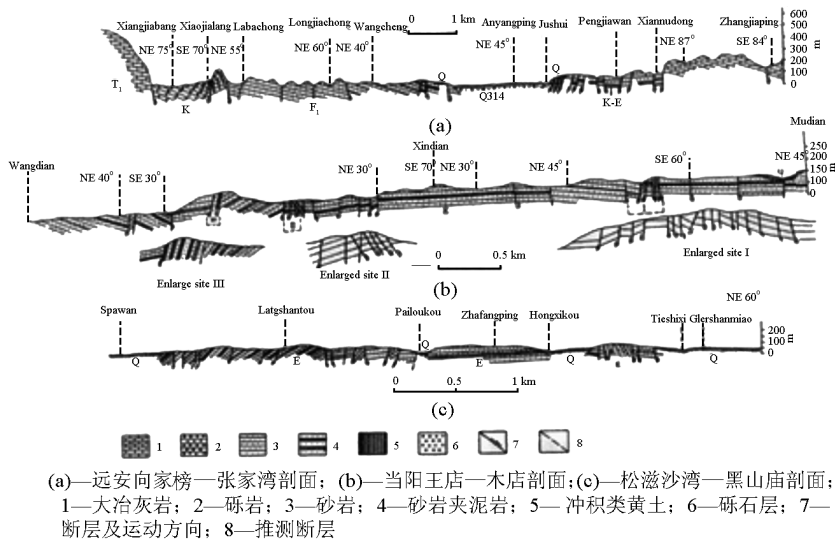 Xiangjiabang Xiaojialang Labachong Longjiachong Wangcheng Anyangping Jushui Pengjiawan Xiannudong Zhangjiaping
0 1 km
600
500
400
300
200
100
0
m
NE 75° SE 70° NE 55° NE 60° NE 40° NE 45° NE 87° SE 84°
T₁ K F₁ Q Q314 Q K-E
(a)
Wangdian Xindian Mudian
NE 40° SE 30° NE 30° SE 70° NE 30° NE 45° SE 60° NE 45°
250
200
150
100
50
0
m
Enlarge site III Enlarged site II Enlarged site I
0 0.5 km
(b)
NE 60°
Spawan Latgshantou Pailoukou Zhafangping Hongxikou Tieshixi Glershanmiao
200
100
0
m
Q E Q E Q Q
0 0.5 1 km
(c)
1 2 3 4 5 6 7 8
(a)—远安向家榜—张家湾剖面；(b)—当阳王店—木店剖面；(c)—松滋沙湾—黑山庙剖面；
1—大冶灰岩；2—砾岩；3—砂岩；4—砂岩夹泥岩；5—冲积类黄土；6—砾石层；7—
断层及运动方向；8—推测断层